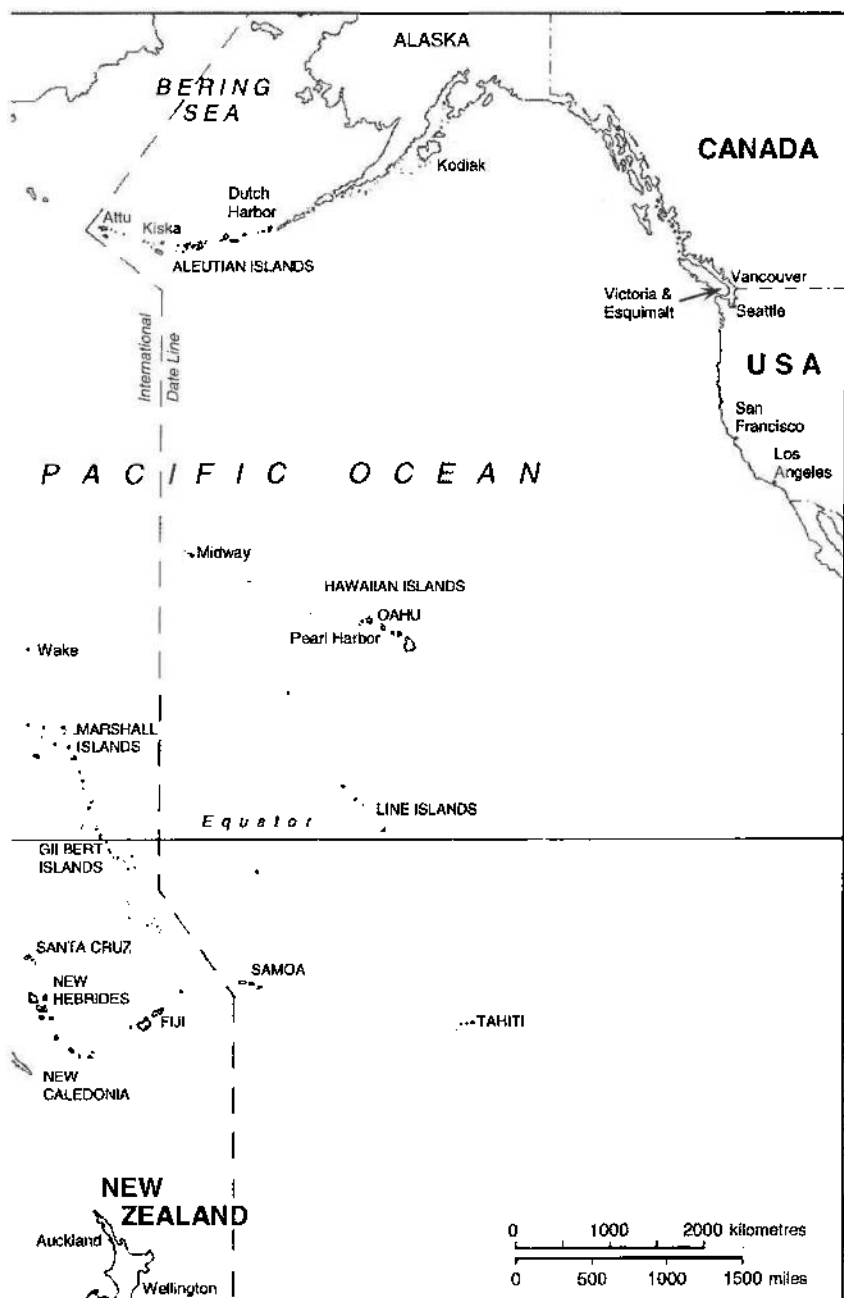 ALASKA
BERING
SEA
CANADA
Kodiak
Dutch
Harbor
Attu
Kiska
ALEUTIAN ISLANDS
Vancouver
Victoria &
Esquimalt
Seattle
International
Date Line
USA
San
Francisco
Los
Angeles
PACIFIC OCEAN
Midway
HAWAIIAN ISLANDS
OAHU
Pearl Harbor
Wake
MARSHALL
ISLANDS
LINE ISLANDS
Equator
GILBERT
ISLANDS
SANTA CRUZ
SAMOA
NEW
HEBRIDES
FIJI
TAHITI
NEW
CALEDONIA
NEW
ZEALAND
Auckland
Wellington
0 1000 2000 kilometres
0 500 1000 1500 miles